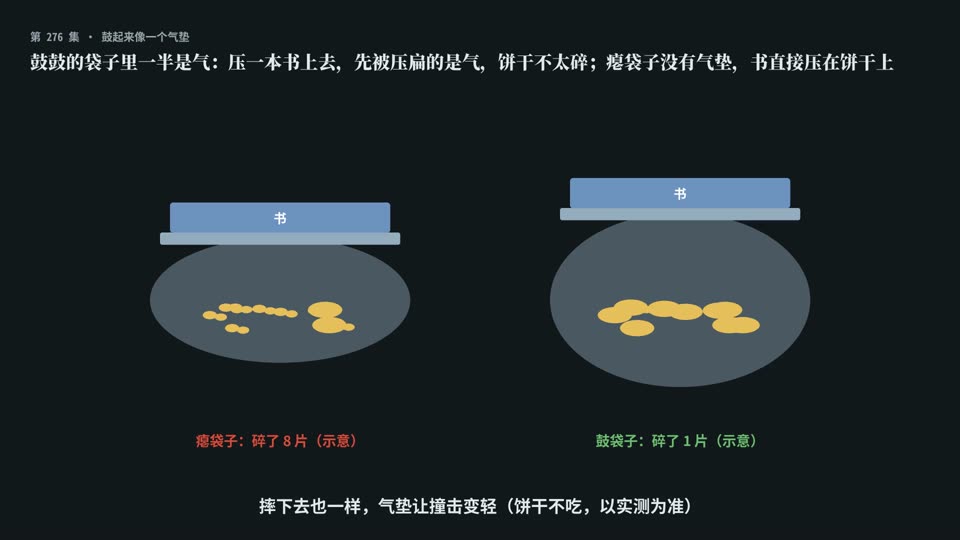 第 276 集 · 鼓起来像一个气垫
鼓鼓的袋子里一半是气：压一本书上去，先被压扁的是气，饼干不太碎；瘪袋子没有气垫，书直接压在饼干上
书
书
瘪袋子：碎了 8 片（示意）
鼓袋子：碎了 1 片（示意）
摔下去也一样，气垫让撞击变轻（饼干不吃，以实测为准）